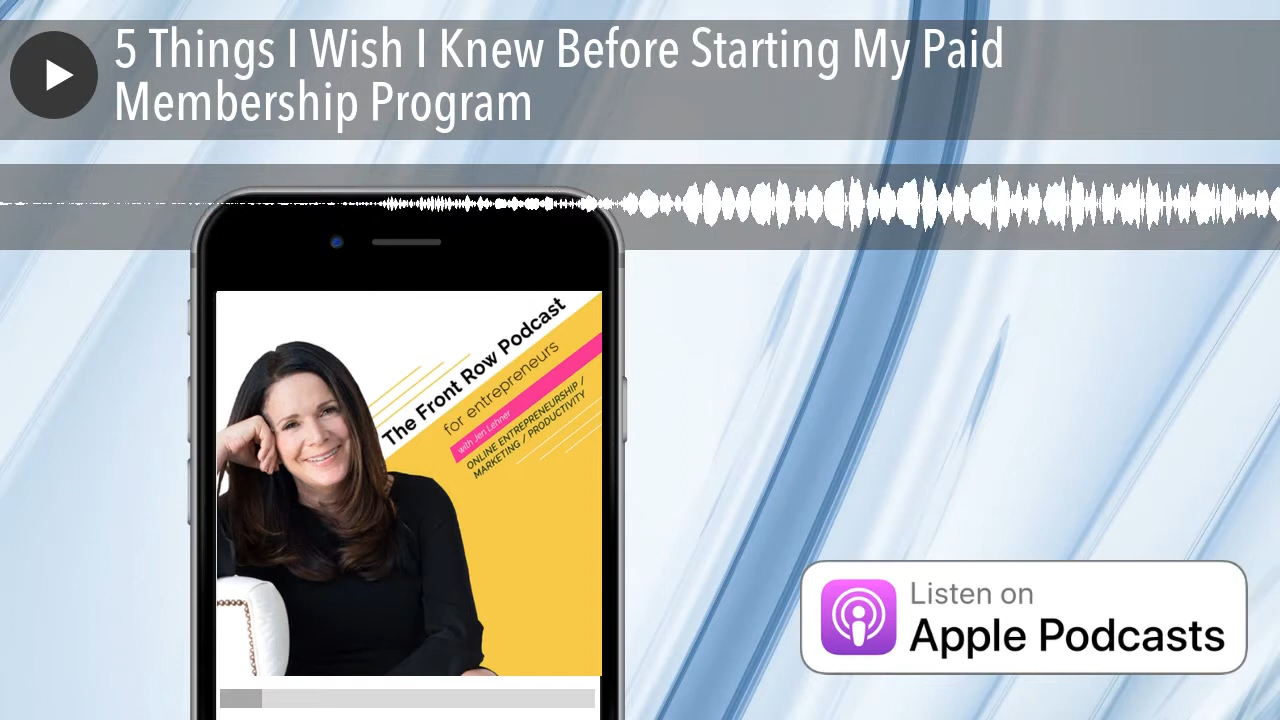 5 Things I Wish I Knew Before Starting My Paid
Membership Program
The Front Row Podcast
for entrepreneurs
with Jen Lehner
ONLINE ENTREPRENEURSHIP /
MARKETING / PRODUCTIVITY
Listen on
Apple Podcasts